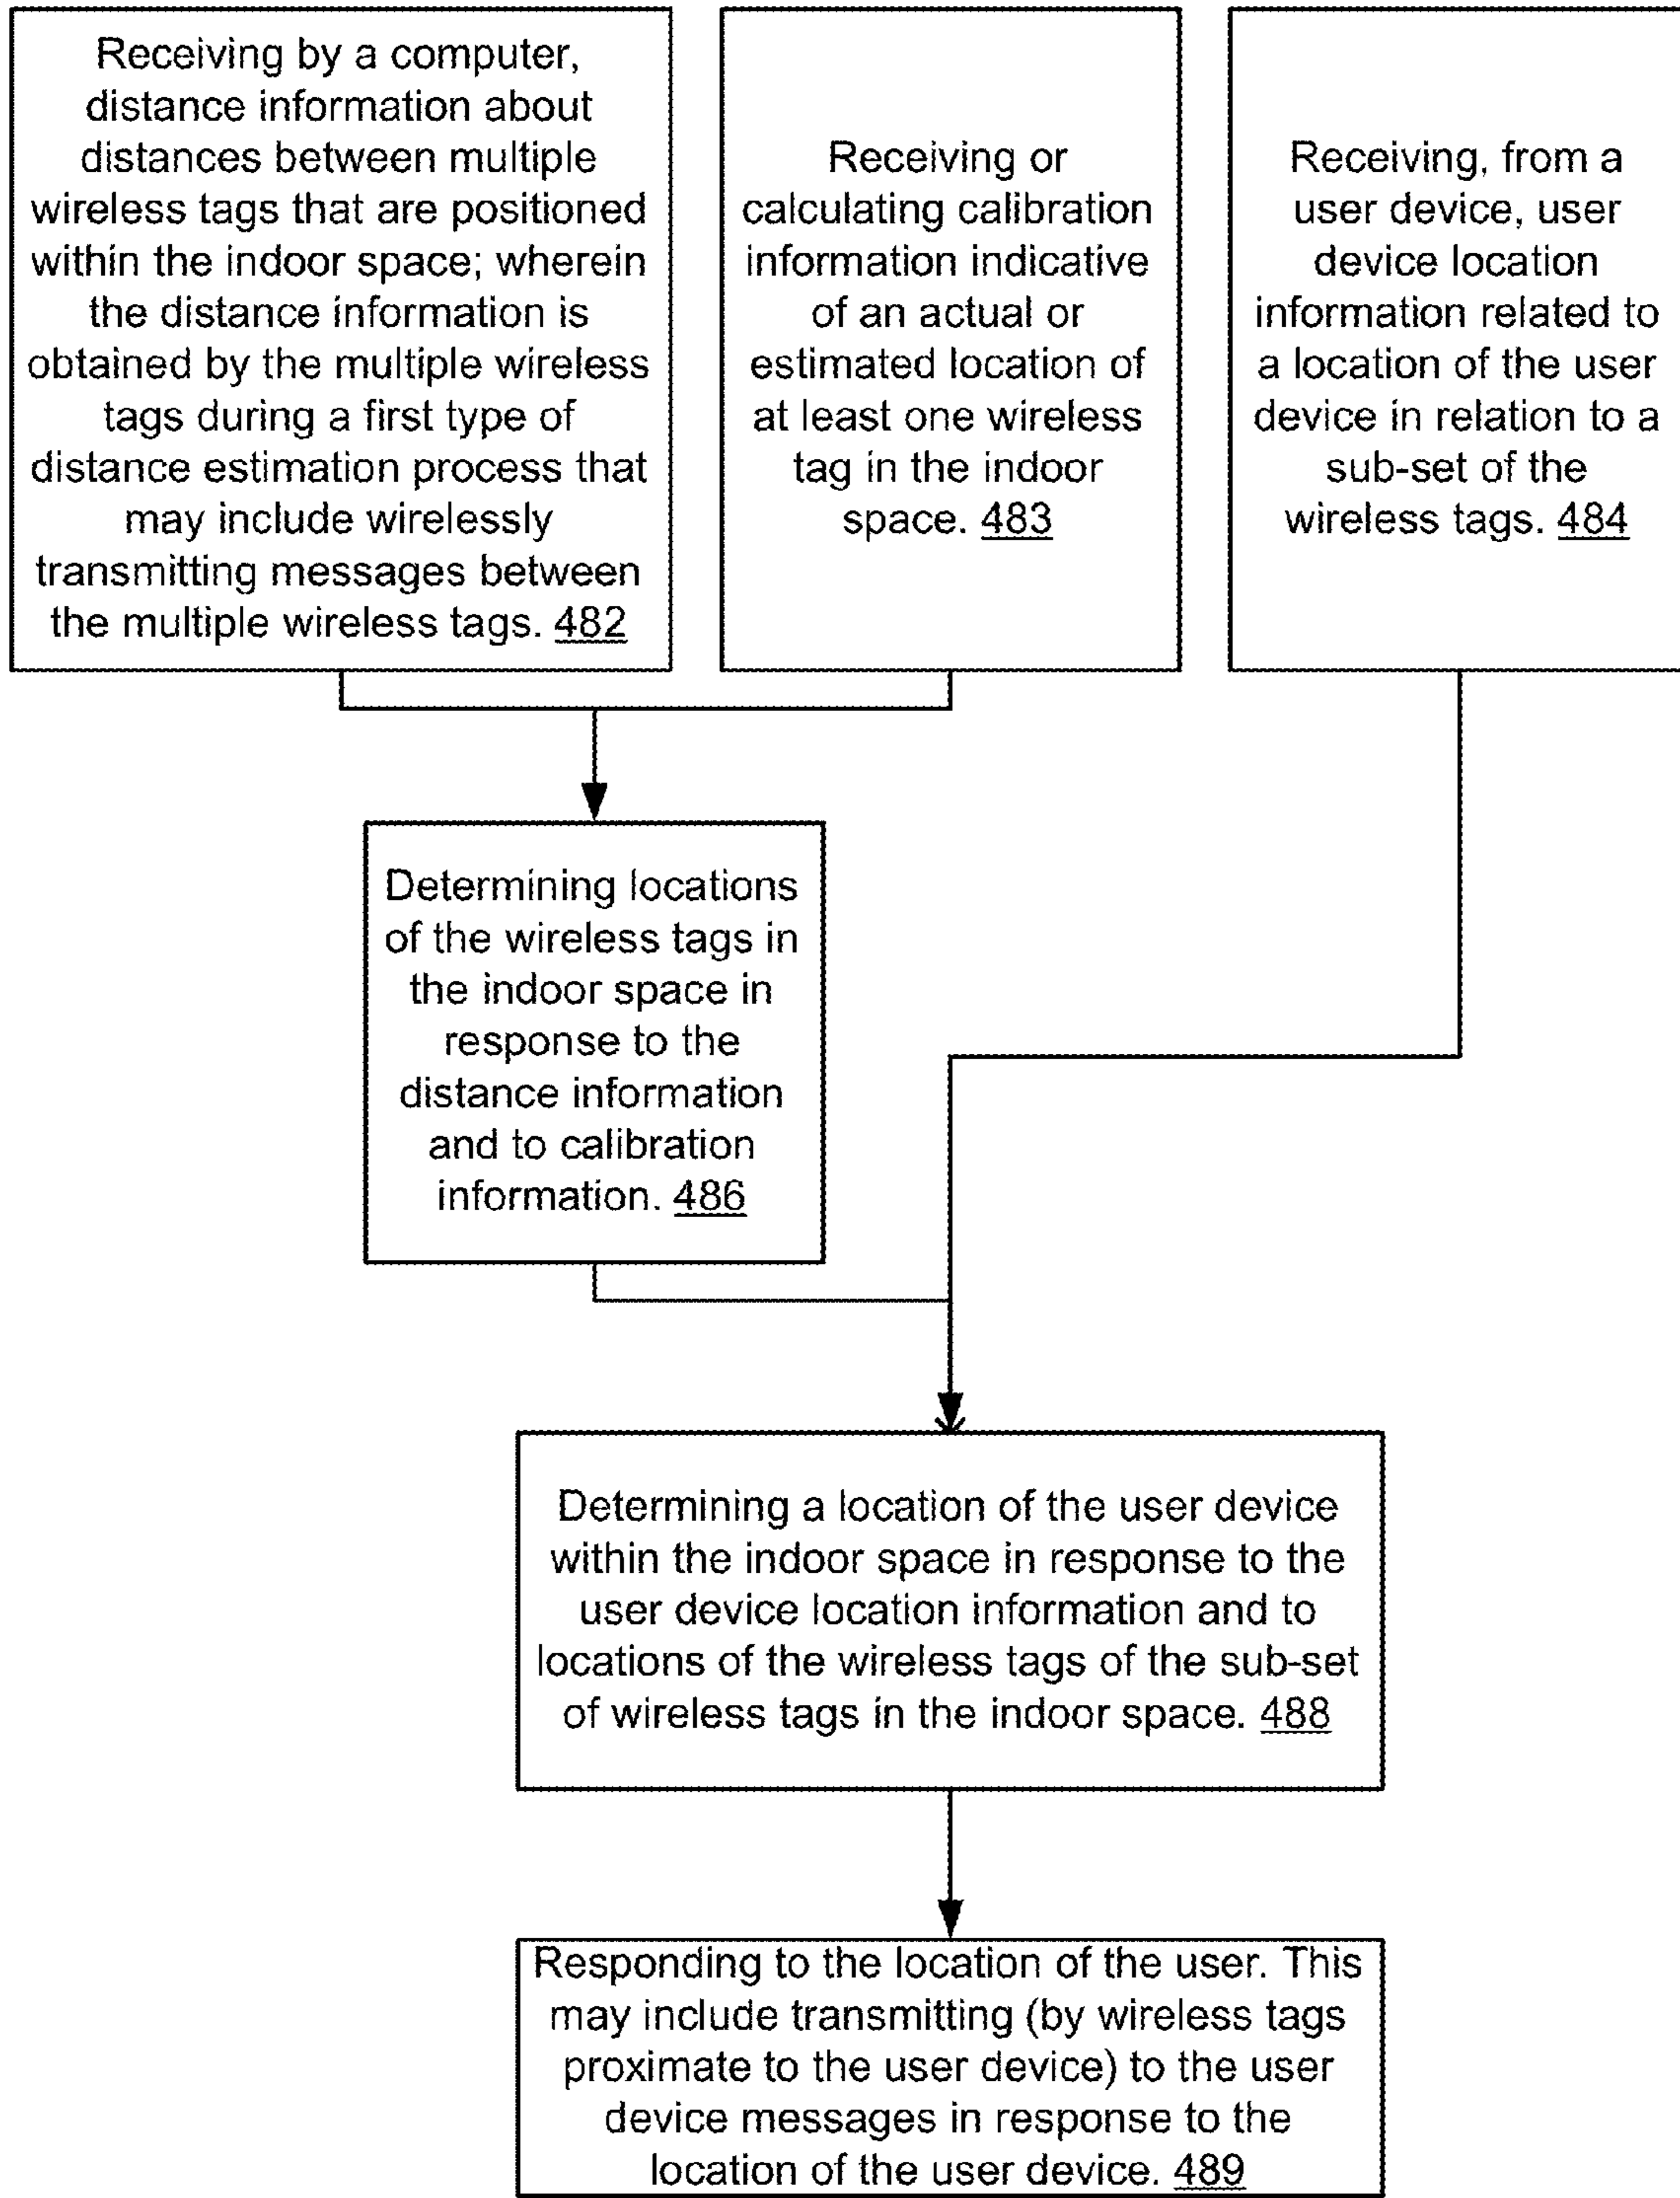 Receiving by a computer,
distance information about
distances between multiple
wireless tags that are positioned
within the indoor space; wherein
the distance information is
obtained by the multiple wireless
tags during a first type of
distance estimation process that
may include wirelessly
transmitting messages between
the multiple wireless tags. 482
Receiving or
calculating calibration
information indicative
of an actual or
estimated location of
at least one wireless
tag in the indoor
space. 483
Receiving, from a
user device, user
device location
information related to
a location of the user
device in relation to a
sub-set of the
wireless tags. 484
Determining locations
of the wireless tags in
the indoor space in
response to the
distance information
and to calibration
information. 486
Determining a location of the user device
within the indoor space in response to the
user device location information and to
locations of the wireless tags of the sub-set
of wireless tags in the indoor space. 488
Responding to the location of the user. This
may include transmitting (by wireless tags
proximate to the user device) to the user
device messages in response to the
location of the user device. 489